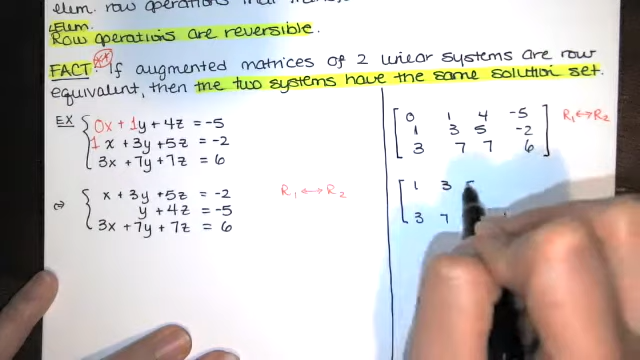 elem. row operations that
Elem.
Row operations are reversible.
FACT: If augmented matrices of 2 linear systems are row
equivalent, then the two systems have the same solution set.
EX
0x + 1y + 4z = -5
1x + 3y + 5z = -2
3x + 7y + 7z = 6
⇔
x + 3y + 5z = -2
y + 4z = -5
3x + 7y + 7z = 6
R1 ↔ R2
0 1 4 -5
1 3 5 -2
3 7 7 6
R1 ↔ R2
1 3
3 7